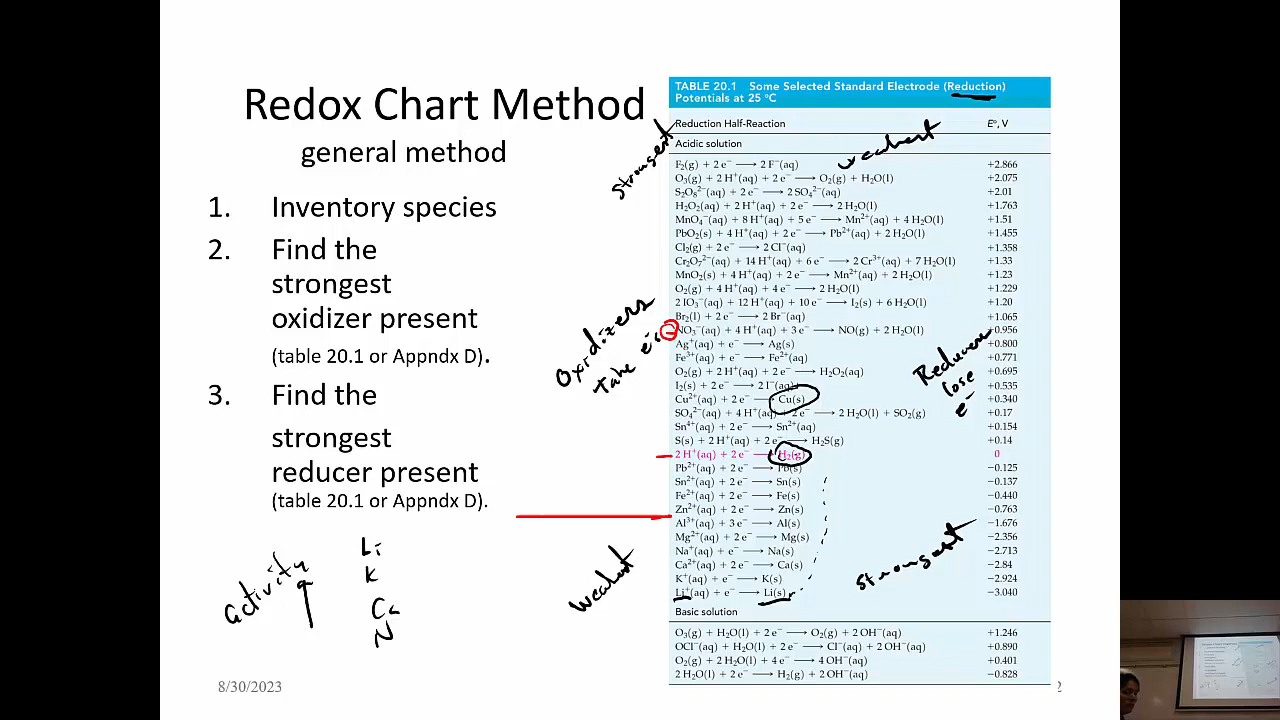 Redox Chart Method
general method
1. Inventory species
2. Find the
strongest
oxidizer present
(table 20.1 or Appndx D).
3. Find the
strongest
reducer present
(table 20.1 or Appndx D).
activity
Li
K
Ca
N
8/30/2023
strongest
Oxidizers
Take e's
weakest
TABLE 20.1 Some Selected Standard Electrode (Reduction)
Potentials at 25 °C
Reduction Half-Reaction E°, V
Acidic solution
weakest
F₂(g) + 2 e⁻ ⟶ 2 F⁻(aq) +2.866
O₃(g) + 2 H⁺(aq) + 2 e⁻ ⟶ O₂(g) + H₂O(l) +2.075
S₂O₈²⁻(aq) + 2 e⁻ ⟶ 2 SO₄²⁻(aq) +2.01
H₂O₂(aq) + 2 H⁺(aq) + 2 e⁻ ⟶ 2 H₂O(l) +1.763
MnO₄⁻(aq) + 8 H⁺(aq) + 5 e⁻ ⟶ Mn²⁺(aq) + 4 H₂O(l) +1.51
PbO₂(s) + 4 H⁺(aq) + 2 e⁻ ⟶ Pb²⁺(aq) + 2 H₂O(l) +1.455
Cl₂(g) + 2 e⁻ ⟶ 2 Cl⁻(aq) +1.358
Cr₂O₇²⁻(aq) + 14 H⁺(aq) + 6 e⁻ ⟶ 2 Cr³⁺(aq) + 7 H₂O(l) +1.33
MnO₂(s) + 4 H⁺(aq) + 2 e⁻ ⟶ Mn²⁺(aq) + 2 H₂O(l) +1.23
O₂(g) + 4 H⁺(aq) + 4 e⁻ ⟶ 2 H₂O(l) +1.229
2 IO₃⁻(aq) + 12 H⁺(aq) + 10 e⁻ ⟶ I₂(s) + 6 H₂O(l) +1.20
Br₂(l) + 2 e⁻ ⟶ 2 Br⁻(aq) +1.065
NO₃⁻(aq) + 4 H⁺(aq) + 3 e⁻ ⟶ NO(g) + 2 H₂O(l) +0.956
Ag⁺(aq) + e⁻ ⟶ Ag(s) +0.800
Fe³⁺(aq) + e⁻ ⟶ Fe²⁺(aq) +0.771
O₂(g) + 2 H⁺(aq) + 2 e⁻ ⟶ H₂O₂(aq) +0.695
I₂(s) + 2 e⁻ ⟶ 2 I⁻(aq) +0.535
Cu²⁺(aq) + 2 e⁻ ⟶ Cu(s) +0.340
SO₄²⁻(aq) + 4 H⁺(aq) + 2 e⁻ ⟶ 2 H₂O(l) + SO₂(g) +0.17
Sn⁴⁺(aq) + 2 e⁻ ⟶ Sn²⁺(aq) +0.154
S(s) + 2 H⁺(aq) + 2 e⁻ ⟶ H₂S(g) +0.14
2 H⁺(aq) + 2 e⁻ ⟶ H₂(g) 0
Pb²⁺(aq) + 2 e⁻ ⟶ Pb(s) −0.125
Sn²⁺(aq) + 2 e⁻ ⟶ Sn(s) −0.137
Fe²⁺(aq) + 2 e⁻ ⟶ Fe(s) −0.440
Zn²⁺(aq) + 2 e⁻ ⟶ Zn(s) −0.763
Al³⁺(aq) + 3 e⁻ ⟶ Al(s) −1.676
Mg²⁺(aq) + 2 e⁻ ⟶ Mg(s) −2.356
Na⁺(aq) + e⁻ ⟶ Na(s) −2.713
Ca²⁺(aq) + 2 e⁻ ⟶ Ca(s) −2.84
K⁺(aq) + e⁻ ⟶ K(s) −2.924
Li⁺(aq) + e⁻ ⟶ Li(s) −3.040
lose
e⁻
strongest
Basic solution
O₃(g) + H₂O(l) + 2 e⁻ ⟶ O₂(g) + 2 OH⁻(aq) +1.246
OCl⁻(aq) + H₂O(l) + 2 e⁻ ⟶ Cl⁻(aq) + 2 OH⁻(aq) +0.890
O₂(g) + 2 H₂O(l) + 4 e⁻ ⟶ 4 OH⁻(aq) +0.401
2 H₂O(l) + 2 e⁻ ⟶ H₂(g) + 2 OH⁻(aq) −0.828
2